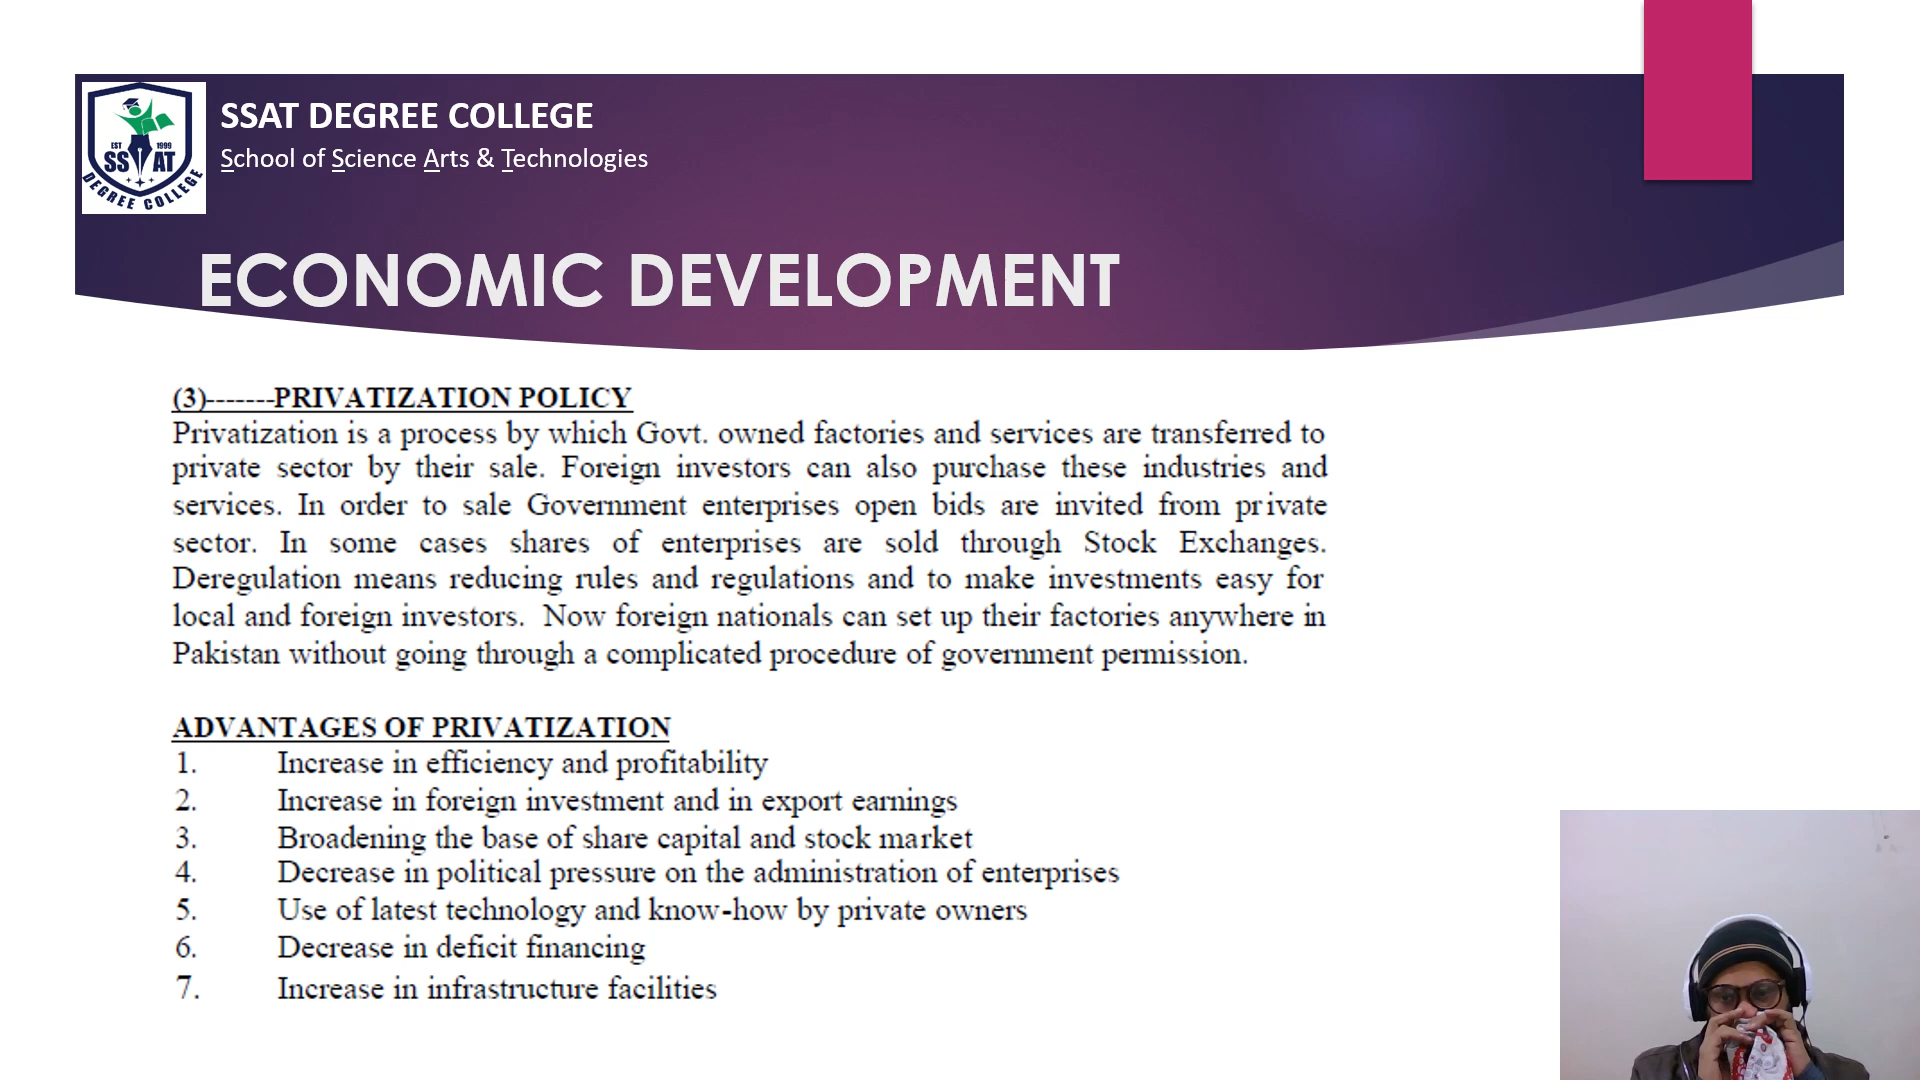 EST 1999
SSAT
DEGREE COLLEGE
SSAT DEGREE COLLEGE
School of Science Arts & Technologies
ECONOMIC DEVELOPMENT
(3)-------PRIVATIZATION POLICY
Privatization is a process by which Govt. owned factories and services are transferred to
private sector by their sale. Foreign investors can also purchase these industries and
services. In order to sale Government enterprises open bids are invited from private
sector. In some cases shares of enterprises are sold through Stock Exchanges.
Deregulation means reducing rules and regulations and to make investments easy for
local and foreign investors. Now foreign nationals can set up their factories anywhere in
Pakistan without going through a complicated procedure of government permission.
ADVANTAGES OF PRIVATIZATION
1. Increase in efficiency and profitability
2. Increase in foreign investment and in export earnings
3. Broadening the base of share capital and stock market
4. Decrease in political pressure on the administration of enterprises
5. Use of latest technology and know-how by private owners
6. Decrease in deficit financing
7. Increase in infrastructure facilities